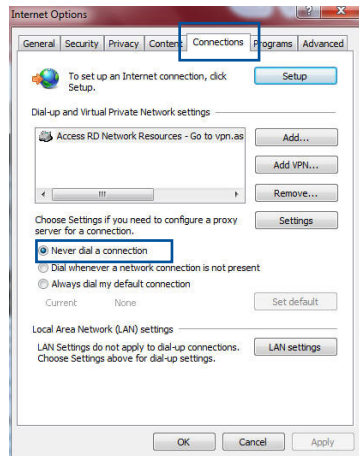 Internet Options
General Security Privacy Content Connections Programs Advanced
To set up an Internet connection, click
Setup.
Setup
Dial-up and Virtual Private Network settings
Access RD Network Resources - Go to vpn.as
Add...
Add VPN...
Remove...
Choose Settings if you need to configure a proxy
server for a connection.
Settings
Never dial a connection
Dial whenever a network connection is not present
Always dial my default connection
Current None
Set default
Local Area Network (LAN) settings
LAN Settings do not apply to dial-up connections.
Choose Settings above for dial-up settings.
LAN settings
OK Cancel Apply